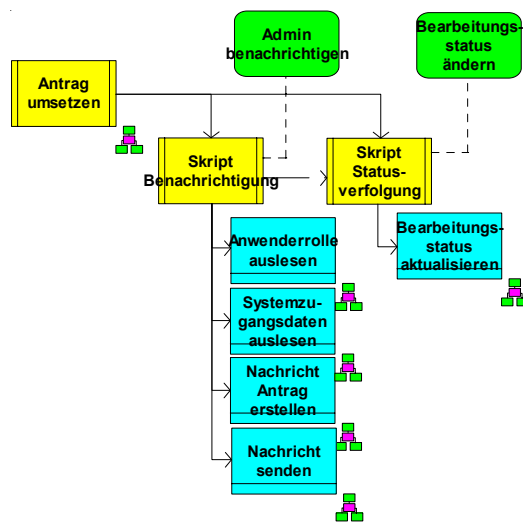 Admin
benachrichtigen
Bearbeitungs-
status
ändern
Antrag
umsetzen
Skript
Benachrichtigung
Skript
Status-
verfolgung
Anwenderrolle
auslesen
Bearbeitungs-
status
aktualisieren
Systemzu-
gangsdaten
auslesen
Nachricht
Antrag
erstellen
Nachricht
senden